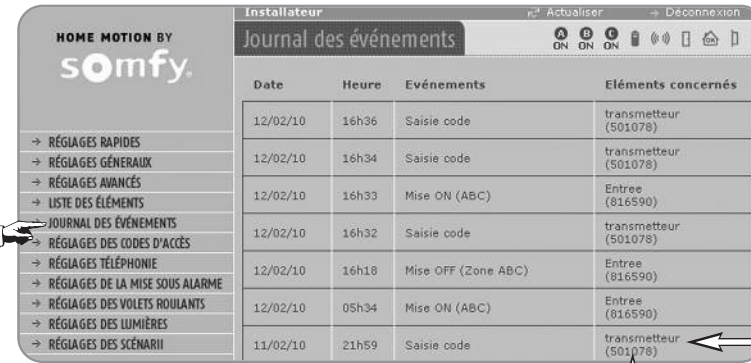 HOME MOTION BY
somfy.
Installateur
Actualiser
→ Déconnexion
Journal des événements
A ON
B ON
C ON
Date Heure Evénements Eléments concernés
12/02/10 16h36 Saisie code transmetteur
(501078)
12/02/10 16h34 Saisie code transmetteur
(501078)
12/02/10 16h33 Mise ON (ABC) Entree
(816590)
12/02/10 16h32 Saisie code transmetteur
(501078)
12/02/10 16h18 Mise OFF (Zone ABC) Entree
(816590)
12/02/10 05h34 Mise ON (ABC) Entree
(816590)
11/02/10 21h59 Saisie code transmetteur
(501078)
→ RÉGLAGES RAPIDES
→ RÉGLAGES GÉNERAUX
→ RÉGLAGES AVANCÉS
→ LISTE DES ÉLÉMENTS
→ JOURNAL DES ÉVÉNEMENTS
→ RÉGLAGES DES CODES D'ACCÈS
→ RÉGLAGES TÉLÉPHONIE
→ RÉGLAGES DE LA MISE SOUS ALARME
→ RÉGLAGES DES VOLETS ROULANTS
→ RÉGLAGES DES LUMIÈRES
→ RÉGLAGES DES SCÉNARII